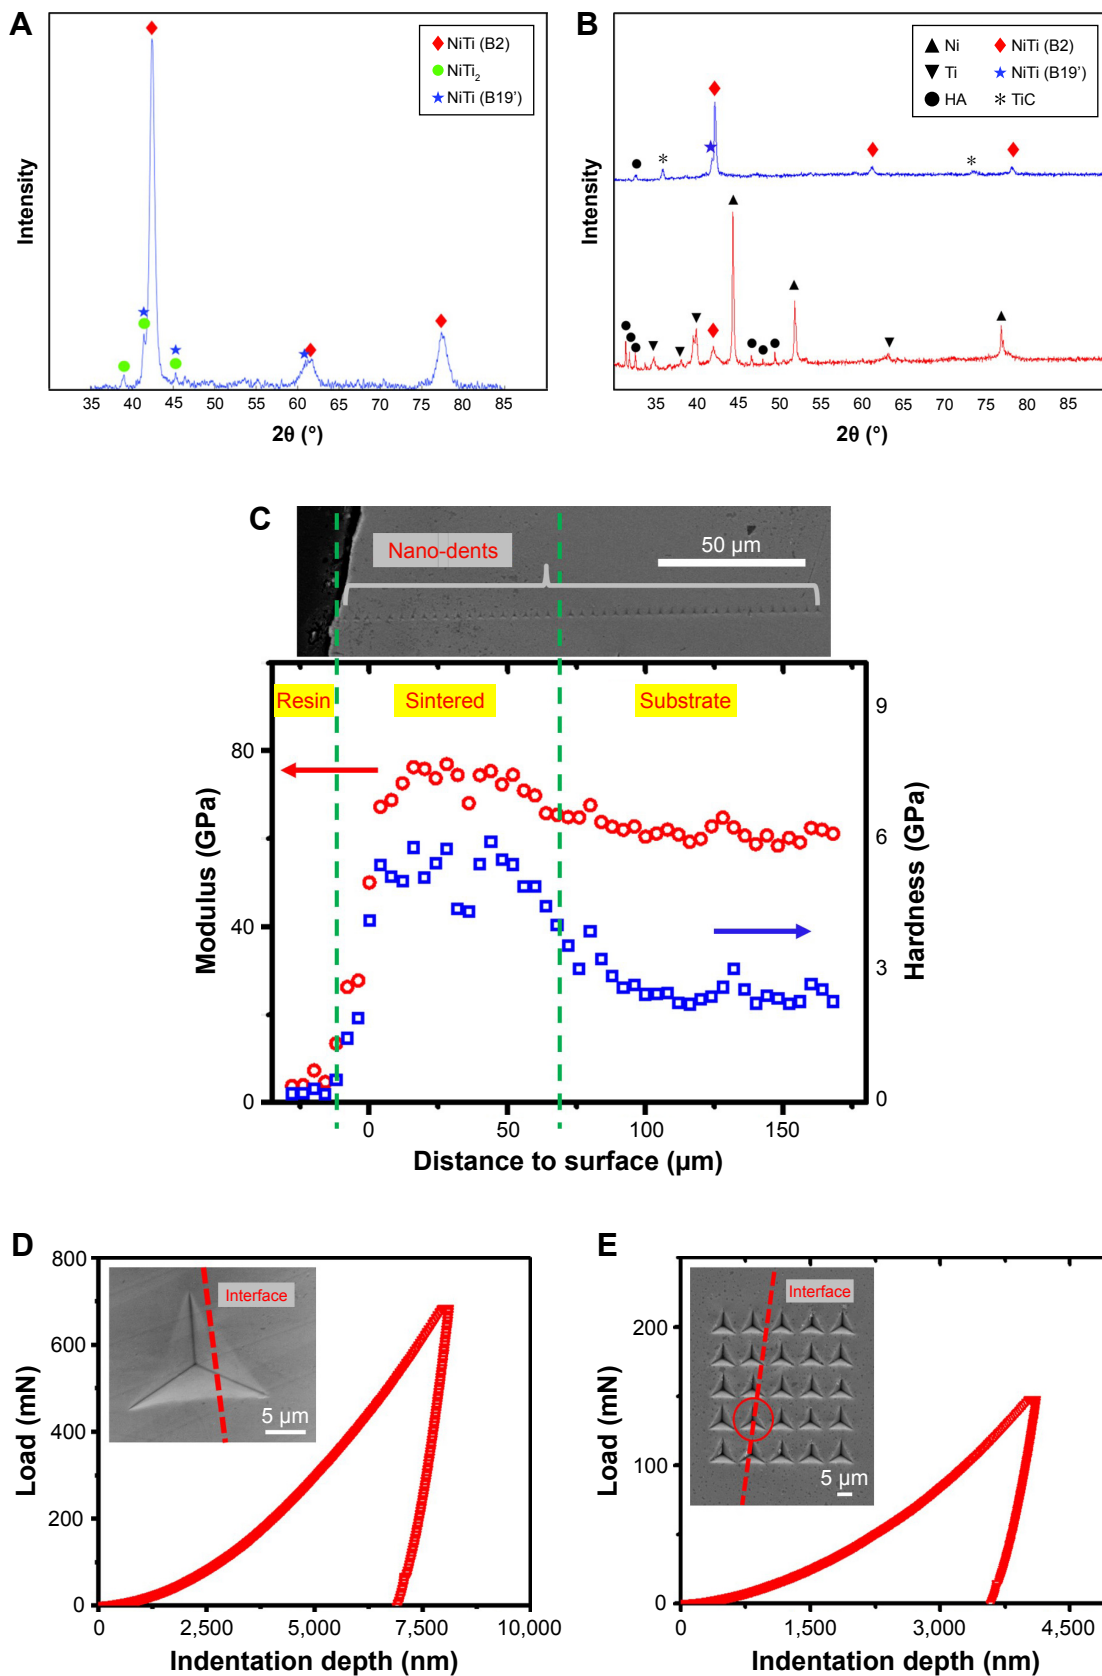 A
NiTi (B2)
NiTi2
NiTi (B19')
Intensity
35 40 45 50 55 60 65 70 75 80 85
2θ (°)
B
Ni
NiTi (B2)
Ti
NiTi (B19')
HA
TiC
Intensity
35 40 45 50 55 60 65 70 75 80 85
2θ (°)
C
Nano-dents
50 µm
Resin
Sintered
Substrate
Modulus (GPa)
80
40
0
Hardness (GPa)
9
6
3
0
0 50 100 150
Distance to surface (µm)
D
Interface
5 µm
Load (mN)
800
600
400
200
0
0 2,500 5,000 7,500 10,000
Indentation depth (nm)
E
Interface
5 µm
Load (mN)
200
100
0
0 1,500 3,000 4,500
Indentation depth (nm)